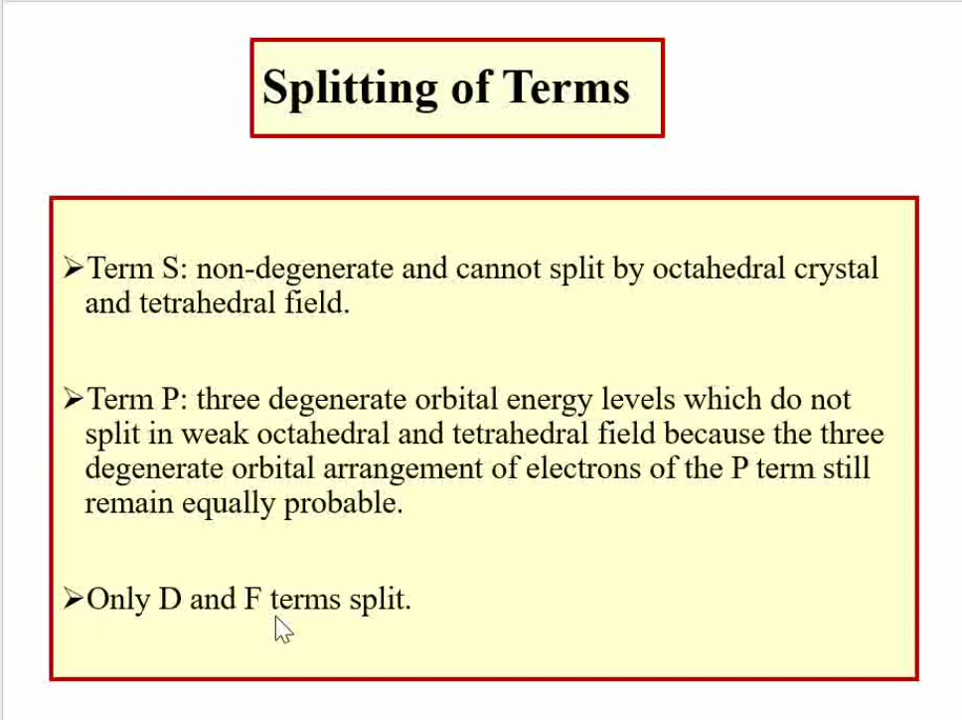 Splitting of Terms
➢Term S: non-degenerate and cannot split by octahedral crystal
and tetrahedral field.
➢Term P: three degenerate orbital energy levels which do not
split in weak octahedral and tetrahedral field because the three
degenerate orbital arrangement of electrons of the P term still
remain equally probable.
➢Only D and F terms split.